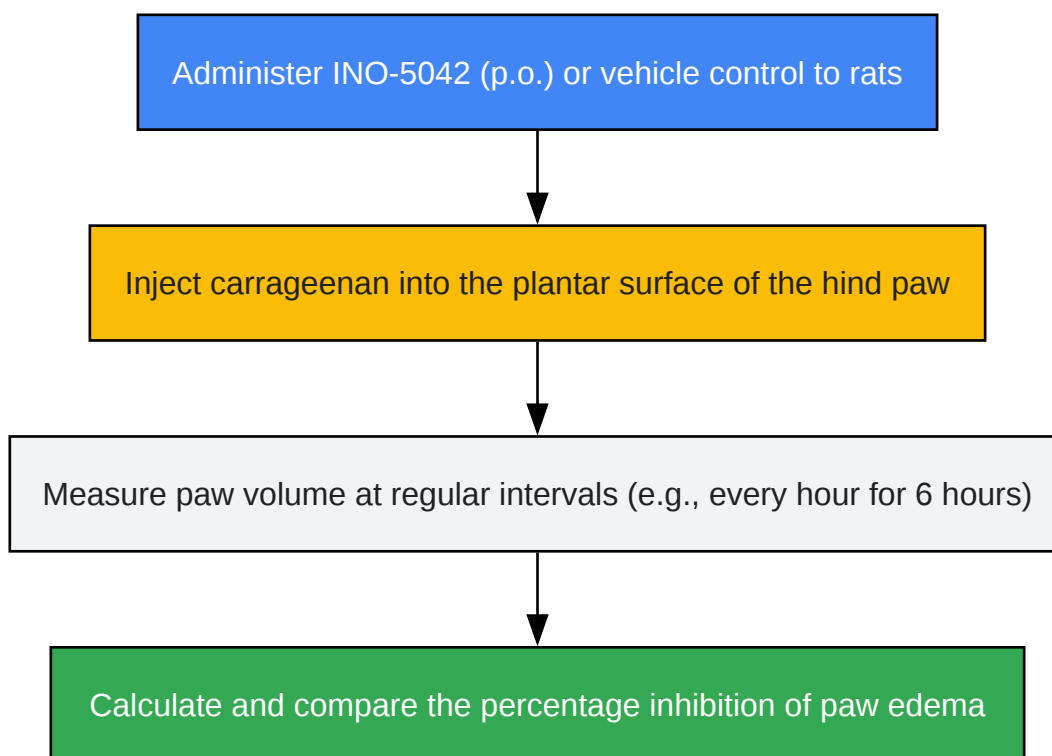 Administer INO-5042 (p.o.) or vehicle control to rats
Inject carrageenan into the plantar surface of the hind paw
Measure paw volume at regular intervals (e.g., every hour for 6 hours)
Calculate and compare the percentage inhibition of paw edema